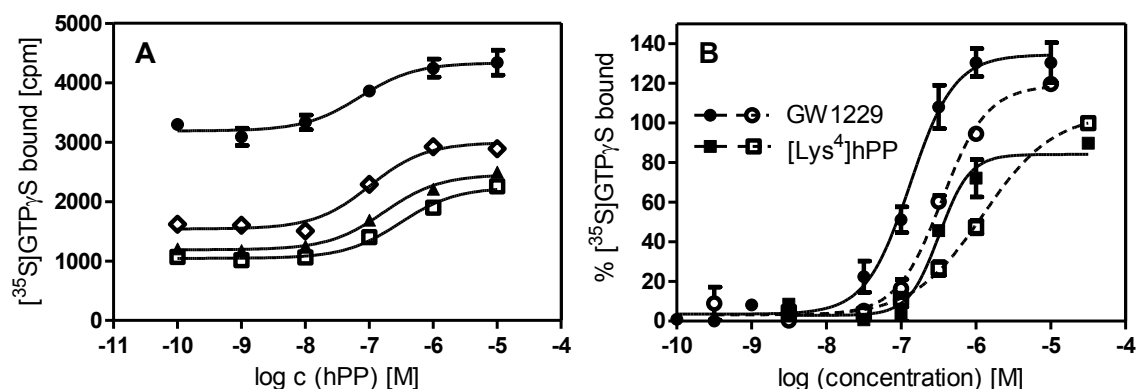 A
[³⁵S]GTPγS bound [cpm]
5000
4000
3000
2000
1000
0
-11 -10 -9 -8 -7 -6 -5 -4
log c (hPP) [M]
B
% [³⁵S]GTPγS bound
140
120
100
80
60
40
20
0
GW1229
[Lys⁴]hPP
-10 -9 -8 -7 -6 -5 -4
log (concentration) [M]